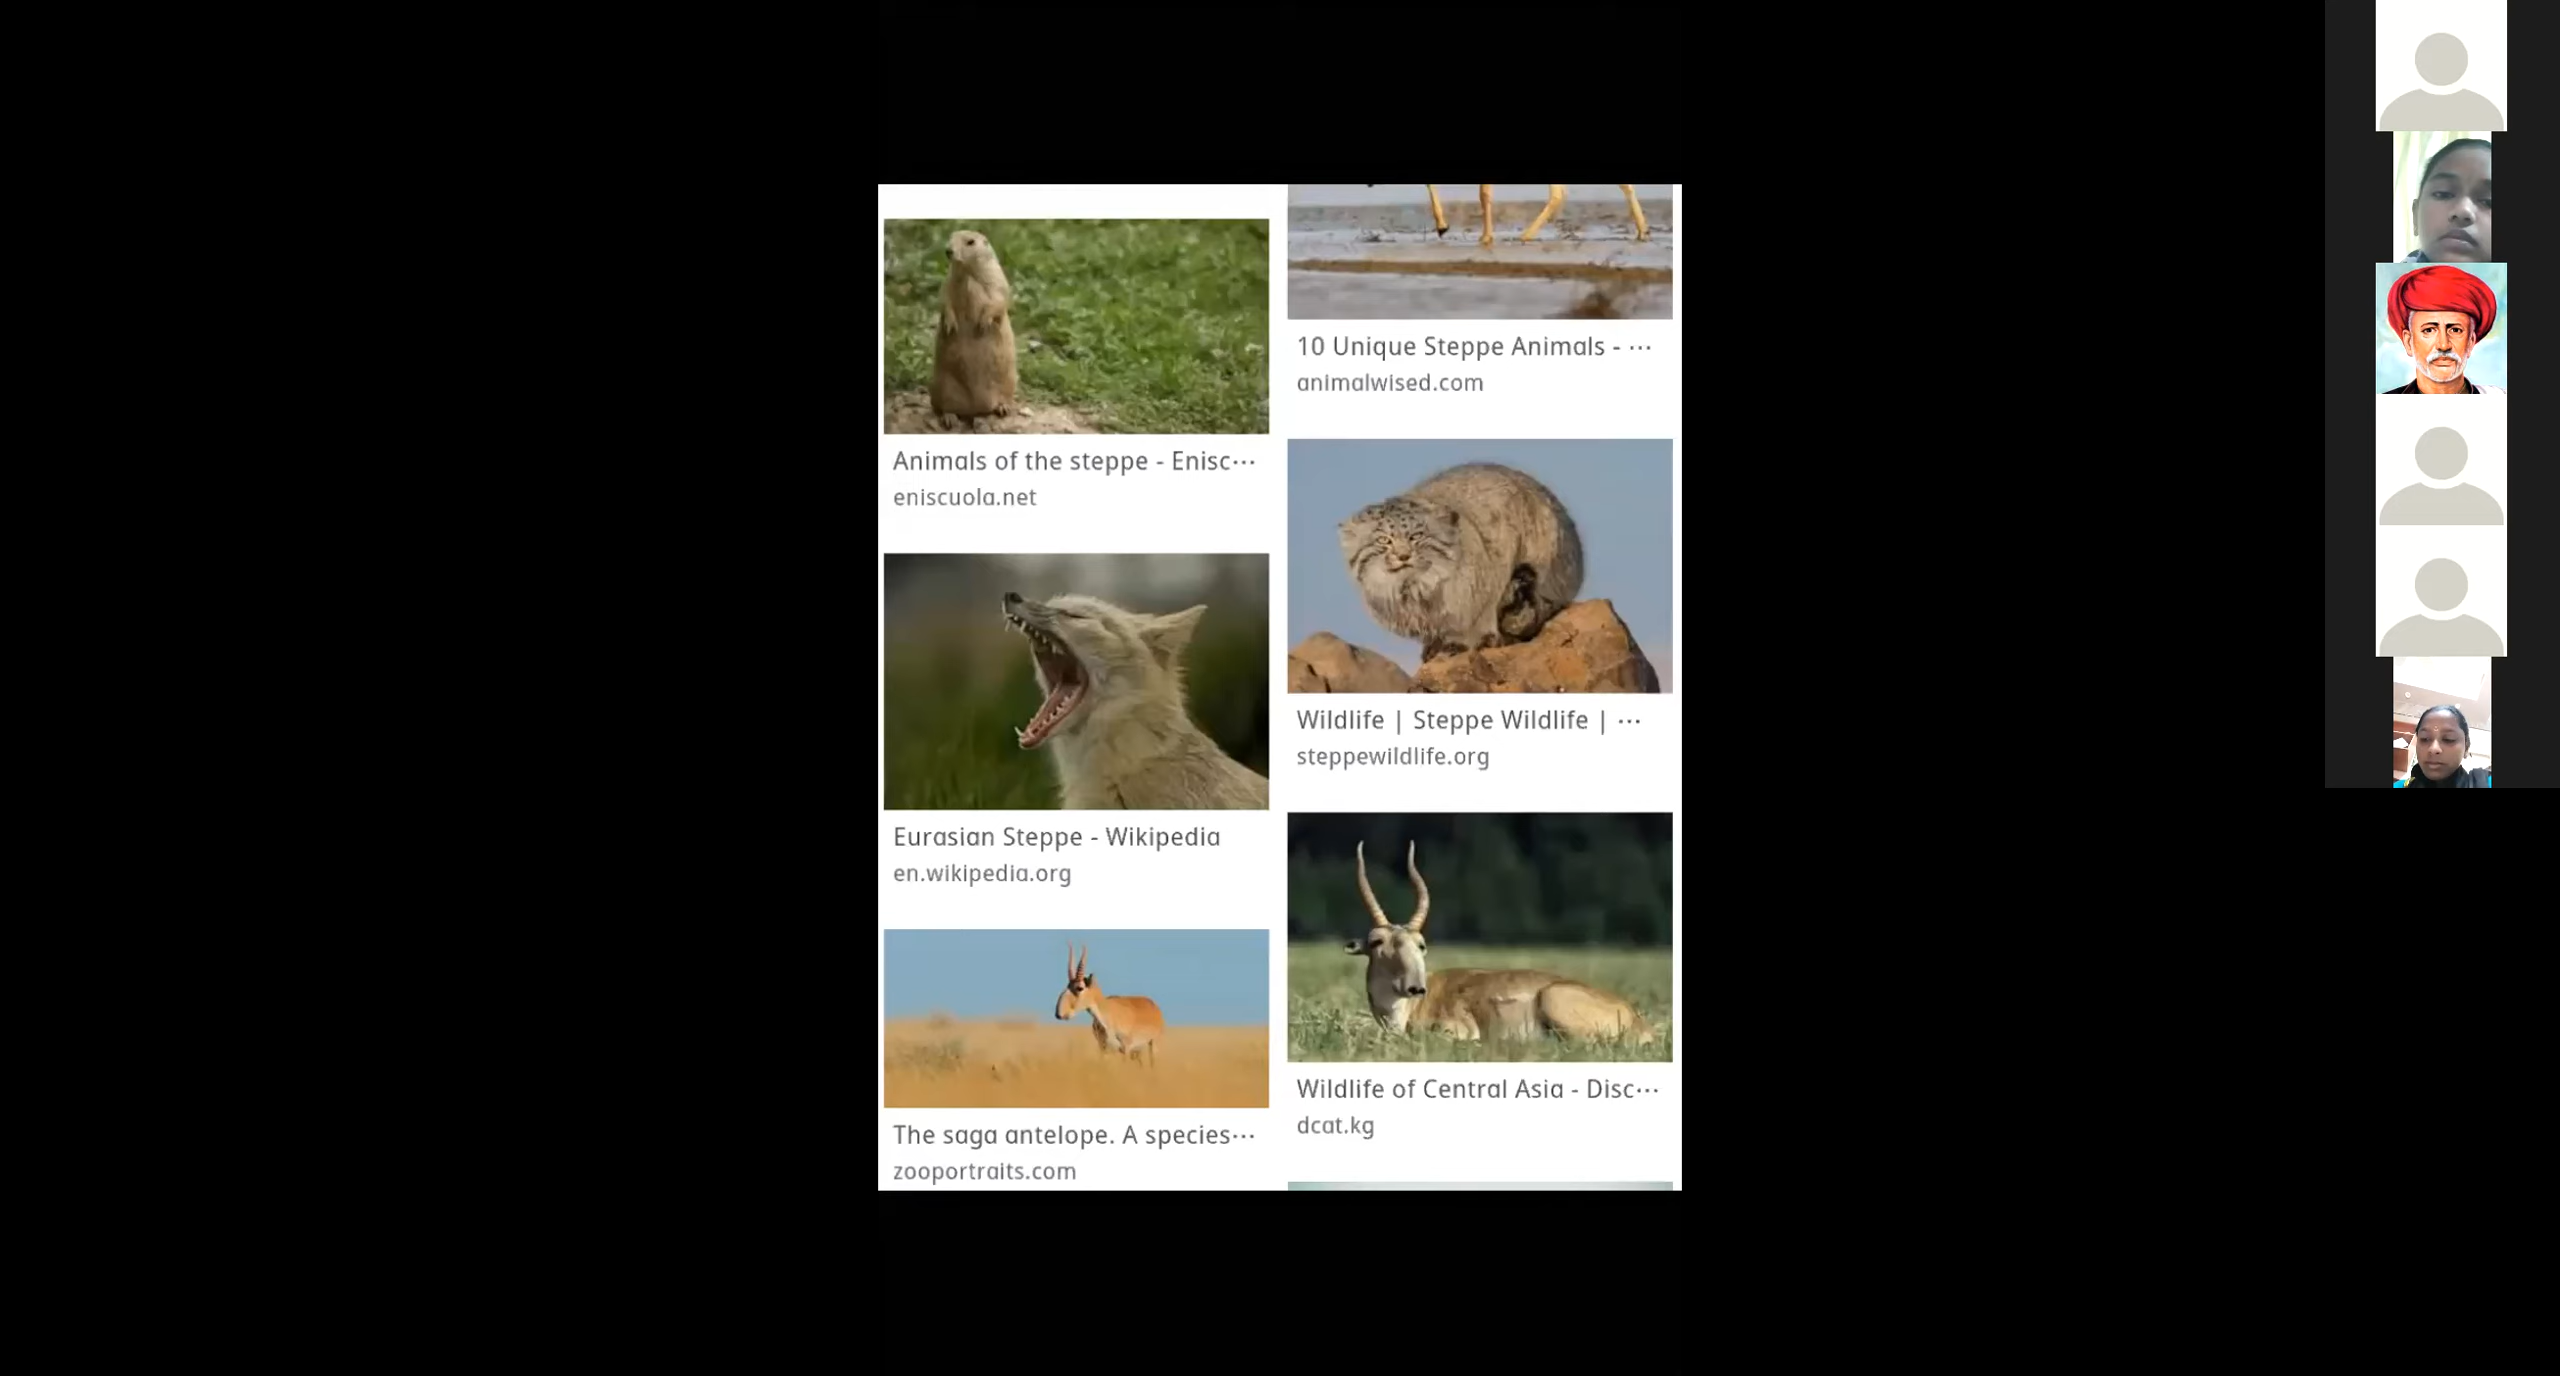 Animals of the steppe - Enisc···
eniscuola.net
Eurasian Steppe - Wikipedia
en.wikipedia.org
The saga antelope. A species···
zooportraits.com
10 Unique Steppe Animals - ···
animalwised.com
Wildlife | Steppe Wildlife | ···
steppewildlife.org
Wildlife of Central Asia - Disc···
dcat.kg